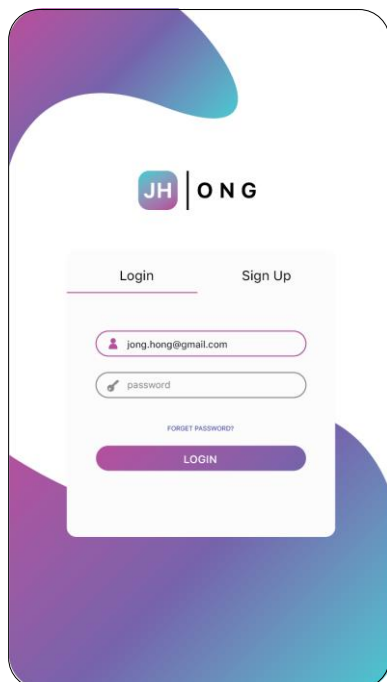 JH ONG
Login Sign Up
jong.hong@gmail.com
password
FORGET PASSWORD?
LOGIN